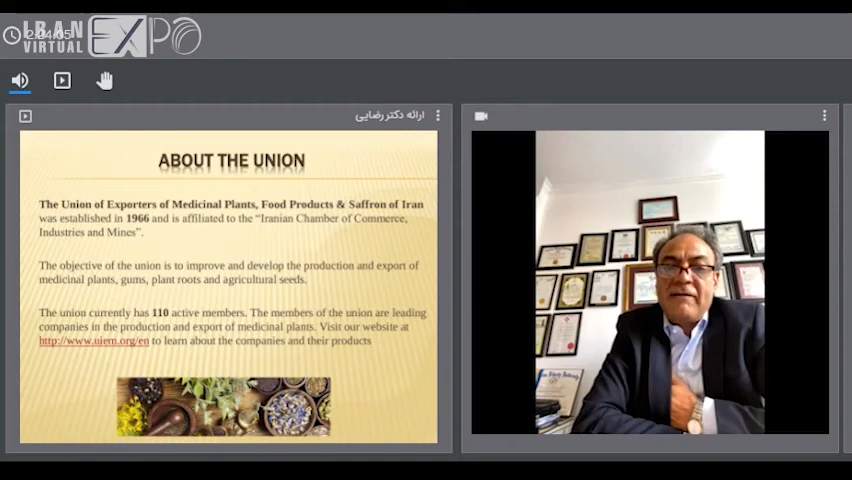 IRAN
VIRTUAL
EXPO
ارائه دکتر رضایی
ABOUT THE UNION
The Union of Exporters of Medicinal Plants, Food Products & Saffron of Iran
was established in 1966 and is affiliated to the “Iranian Chamber of Commerce,
Industries and Mines”.
The objective of the union is to improve and develop the production and export of
medicinal plants, gums, plant roots and agricultural seeds.
The union currently has 110 active members. The members of the union are leading
companies in the production and export of medicinal plants. Visit our website at
http://www.uiem.org/en to learn about the companies and their products